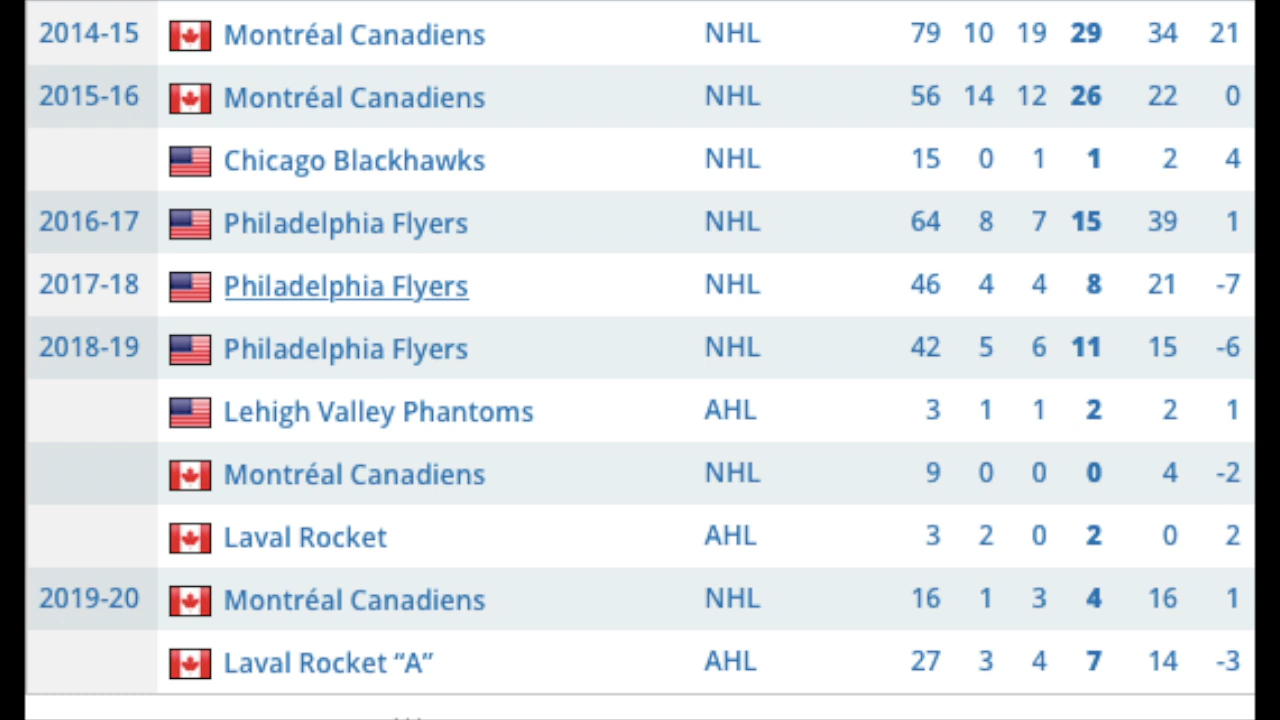 2014-15 Montréal Canadiens NHL 79 10 19 29 34 21
2015-16 Montréal Canadiens NHL 56 14 12 26 22 0
Chicago Blackhawks NHL 15 0 1 1 2 4
2016-17 Philadelphia Flyers NHL 64 8 7 15 39 1
2017-18 Philadelphia Flyers NHL 46 4 4 8 21 -7
2018-19 Philadelphia Flyers NHL 42 5 6 11 15 -6
Lehigh Valley Phantoms AHL 3 1 1 2 2 1
Montréal Canadiens NHL 9 0 0 0 4 -2
Laval Rocket AHL 3 2 0 2 0 2
2019-20 Montréal Canadiens NHL 16 1 3 4 16 1
Laval Rocket “A” AHL 27 3 4 7 14 -3